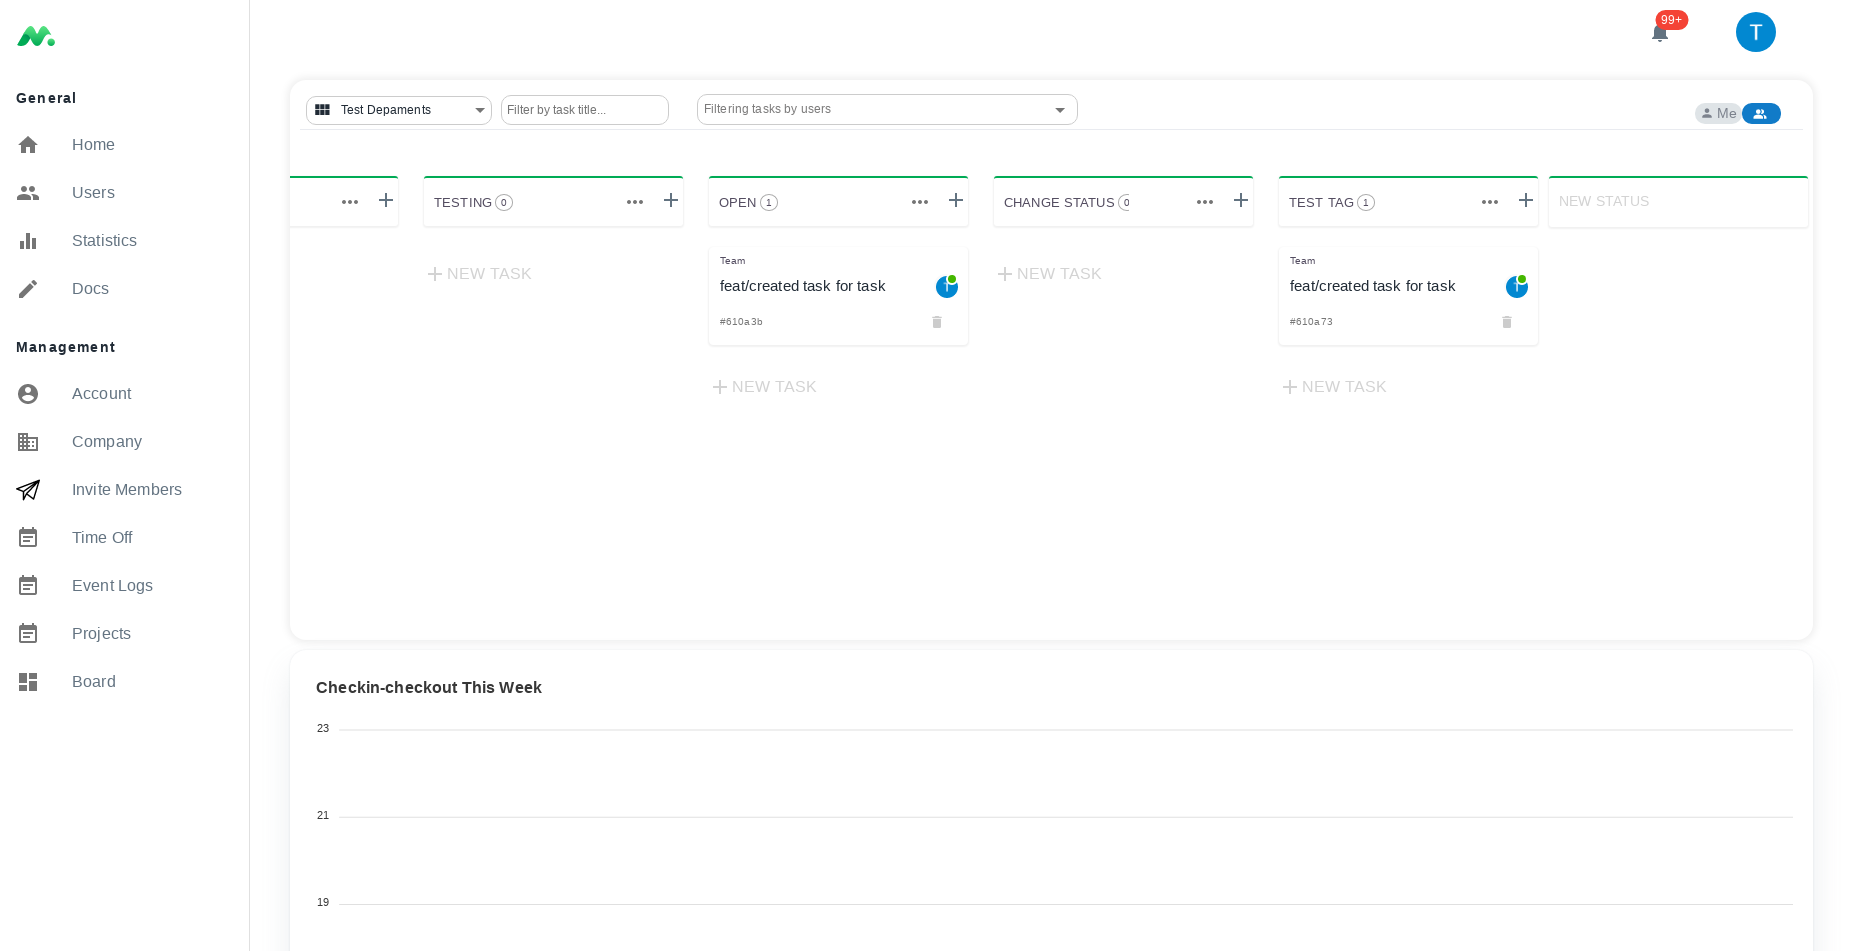 99+
T
General
Home
Users
Statistics
Docs
Management
Account
Company
Invite Members
Time Off
Event Logs
Projects
Board
Test Depaments
Filter by task title...
Filtering tasks by users
Me
TESTING 0
OPEN 1
CHANGE STATUS 0
TEST TAG 1
NEW STATUS
NEW TASK
Team
feat/created task for task
T
#610a3b
NEW TASK
NEW TASK
Team
feat/created task for task
T
#610a73
NEW TASK
Checkin-checkout This Week
23
21
19